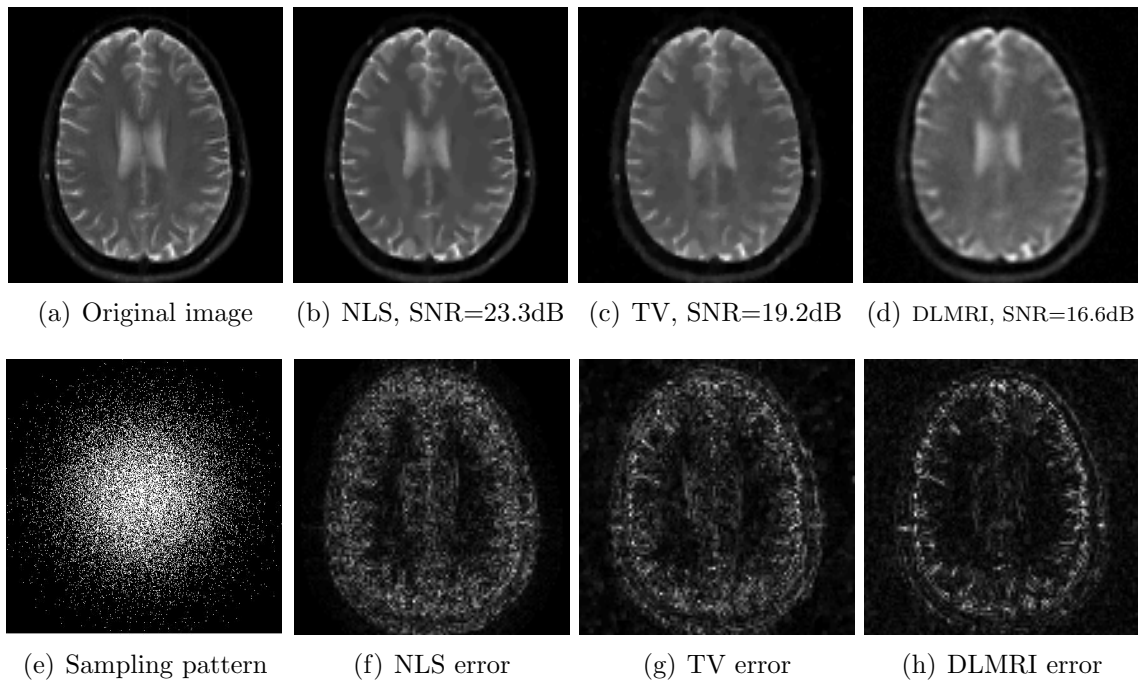 (a) Original image
(b) NLS, SNR=23.3dB
(c) TV, SNR=19.2dB
(d) DLMRI, SNR=16.6dB
(e) Sampling pattern
(f) NLS error
(g) TV error
(h) DLMRI error